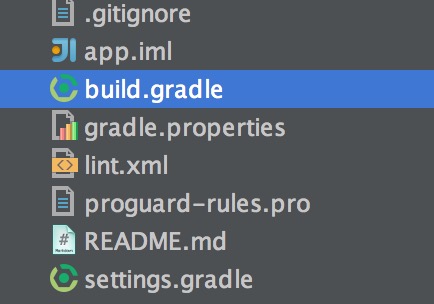 .gitignore
app.iml
build.gradle
gradle.properties
lint.xml
proguard-rules.pro
README.md
settings.gradle